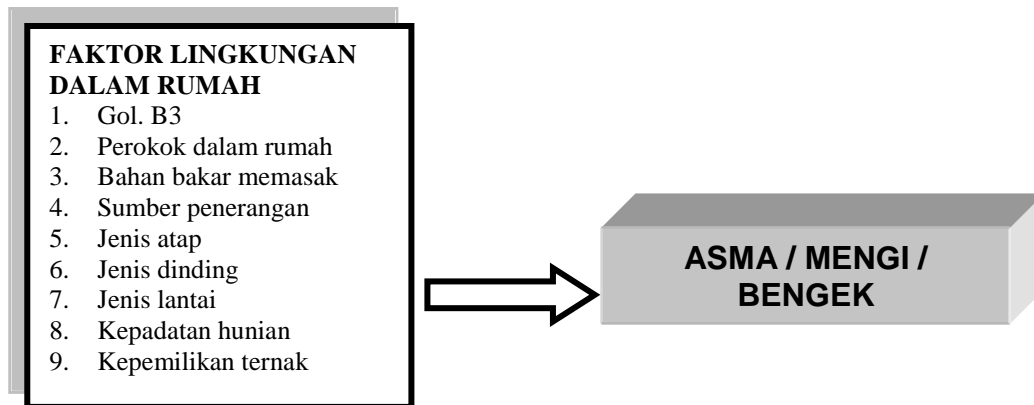 FAKTOR LINGKUNGAN
DALAM RUMAH
1. Gol. B3
2. Perokok dalam rumah
3. Bahan bakar memasak
4. Sumber penerangan
5. Jenis atap
6. Jenis dinding
7. Jenis lantai
8. Kepadatan hunian
9. Kepemilikan ternak
ASMA / MENGI /
BENGEK